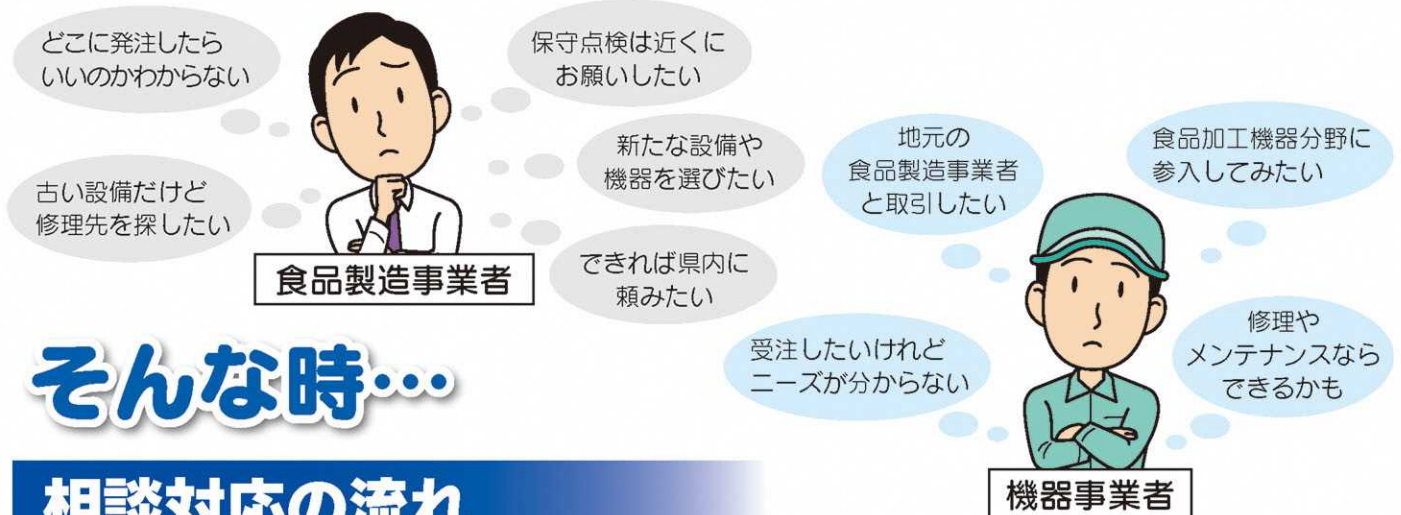 どこに発注したら
いいのかわからない
保守点検は近くに
お願いしたい
古い設備だけど
修理先を探したい
新たな設備や
機器を選びたい
できれば県内に
頼みたい
食品製造事業者
地元の
食品製造事業者
と取引したい
食品加工機器分野に
参入してみたい
受注したいけれど
ニーズが分からない
修理や
メンテナンスなら
できるかも
機器事業者
そんな時…
相談対応の流れ